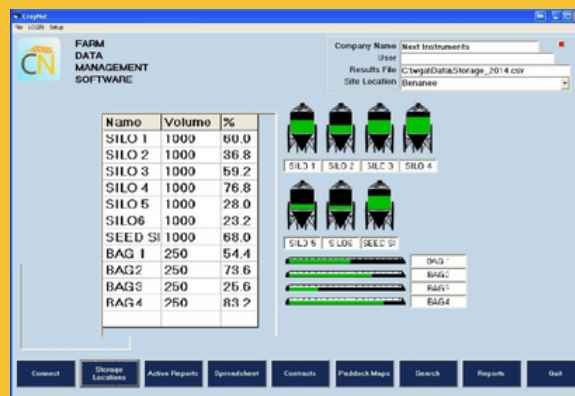 CropNet
File LOGIN Setup
CN
FARM
DATA
MANAGEMENT
SOFTWARE
Company Name Next Instruments
User
Results File C:\nvgal\Data\Storage_2014.csv
Site Location Benanee
Name Volume %
SILO 1 1000 60.0
SILO 2 1000 36.8
SILO 3 1000 59.2
SILO 4 1000 76.8
SILO 5 1000 28.0
SILO6 1000 23.2
SEED SI 1000 68.0
BAG 1 250 54.4
BAG2 250 73.6
BAG3 250 25.6
BAG4 250 83.2
SILO 1 SILO 2 SILO 3 SILO 4
SILO 5 SILO6 SEED SI
BAG 1
BAG2
BAG3
BAG4
Connect Storage Locations Active Reports Spreadsheet Contracts Paddock Maps Search Reports Quit